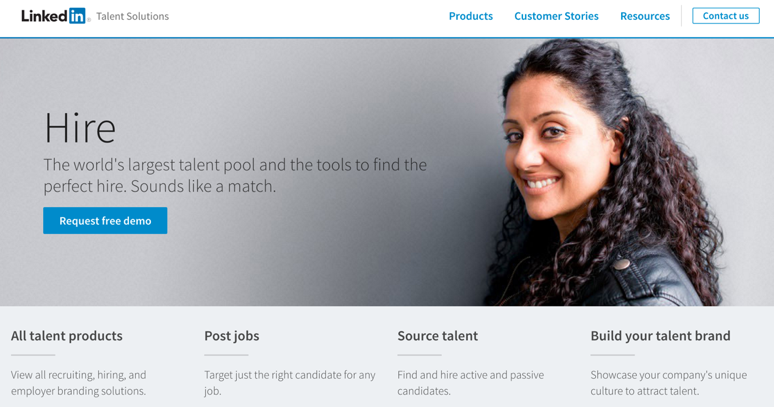 Linked in® Talent Solutions
Products
Customer Stories
Resources
Contact us
Hire
The world's largest talent pool and the tools to find the
perfect hire. Sounds like a match.
Request free demo
All talent products
View all recruiting, hiring, and
employer branding solutions.
Post jobs
Target just the right candidate for any
job.
Source talent
Find and hire active and passive
candidates.
Build your talent brand
Showcase your company's unique
culture to attract talent.